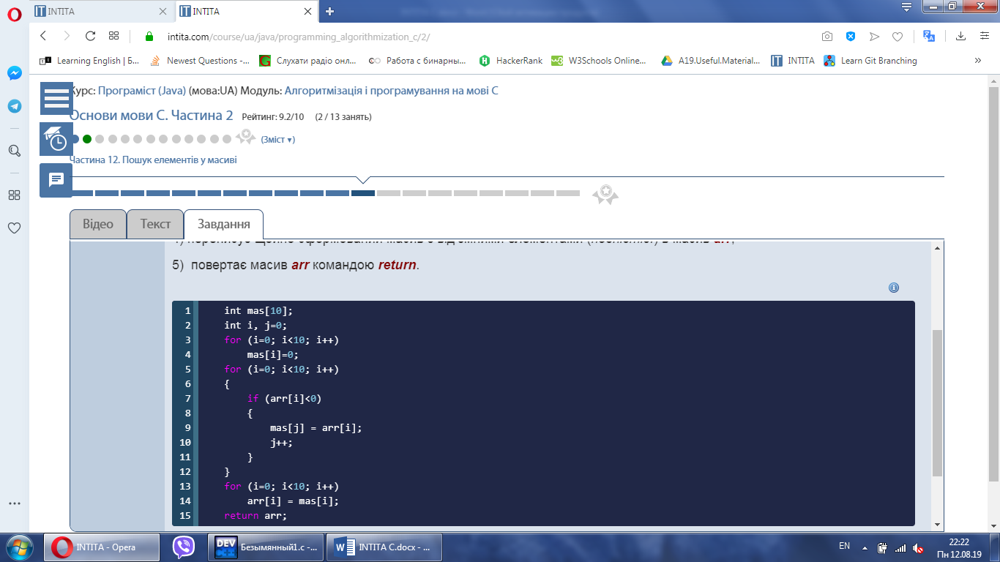 INTITA
INTITA
intita.com/course/ua/java/programming_algorithmization_c/2/
Learning English | Б...
Newest Questions -...
Слухати радіо онл...
Работа с бинарны...
HackerRank
W3Schools Online...
A19.Useful.Material...
INTITA
Learn Git Branching
»
Курс: Програміст (Java) (мова:UA) Модуль: Алгоритмізація і програмування на мові С
Основи мови С. Частина 2 Рейтинг: 9.2/10 (2 / 13 занять)
(Зміст ▼)
Частина 12. Пошук елементів у масиві
Відео Текст Завдання
5) повертає масив arr командою return.
1 int mas[10];
2 int i, j=0;
3 for (i=0; i<10; i++)
4 mas[i]=0;
5 for (i=0; i<10; i++)
6 {
7 if (arr[i]<0)
8 {
9 mas[j] = arr[i];
10 j++;
11 }
12 }
13 for (i=0; i<10; i++)
14 arr[i] = mas[i];
15 return arr;
INTITA - Opera
DEV C++
Безымянный1.c -...
INTITA C.docx - ...
EN
22:22
Пн 12.08.19